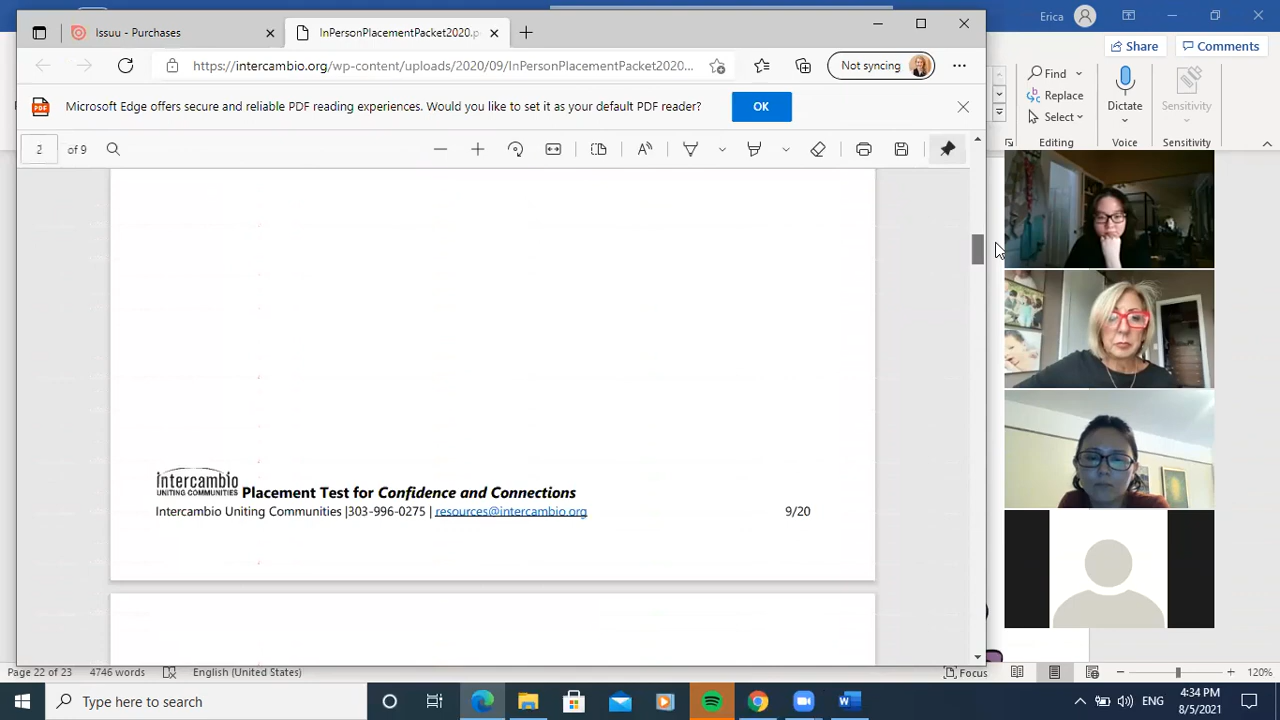 Erica
Issuu - Purchases
InPersonPlacementPacket2020.p
https://intercambio.org/wp-content/uploads/2020/09/InPersonPlacementPacket2020...
Not syncing
Share
Comments
Find
Replace
Select
Editing
Dictate
Voice
Sensitivity
Sensitivity
PDF
Microsoft Edge offers secure and reliable PDF reading experiences. Would you like to set it as your default PDF reader?
OK
2 of 9
intercambio
UNITING COMMUNITIES
Placement Test for Confidence and Connections
Intercambio Uniting Communities |303-996-0275 | resources@intercambio.org
9/20
Page 22 of 23
4746 words
English (United States)
Focus
120%
Type here to search
ENG
4:34 PM
8/5/2021